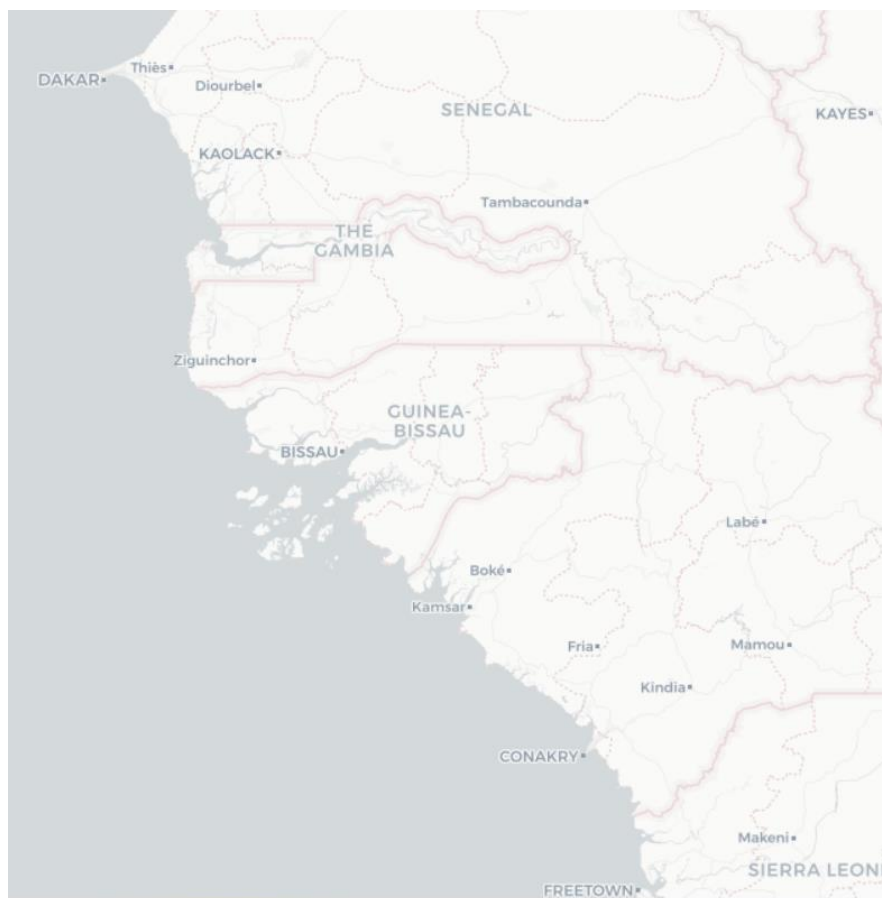 Thiès
DAKAR
Diourbel
SENEGAL
KAYES
KAOLACK
Tambacounda
THE
GAMBIA
Ziguinchor
GUINEA-
BISSAU
BISSAU
Labé
Boké
Kamsar
Fria
Mamou
Kindia
CONAKRY
Makeni
SIERRA LEON
FREETOWN